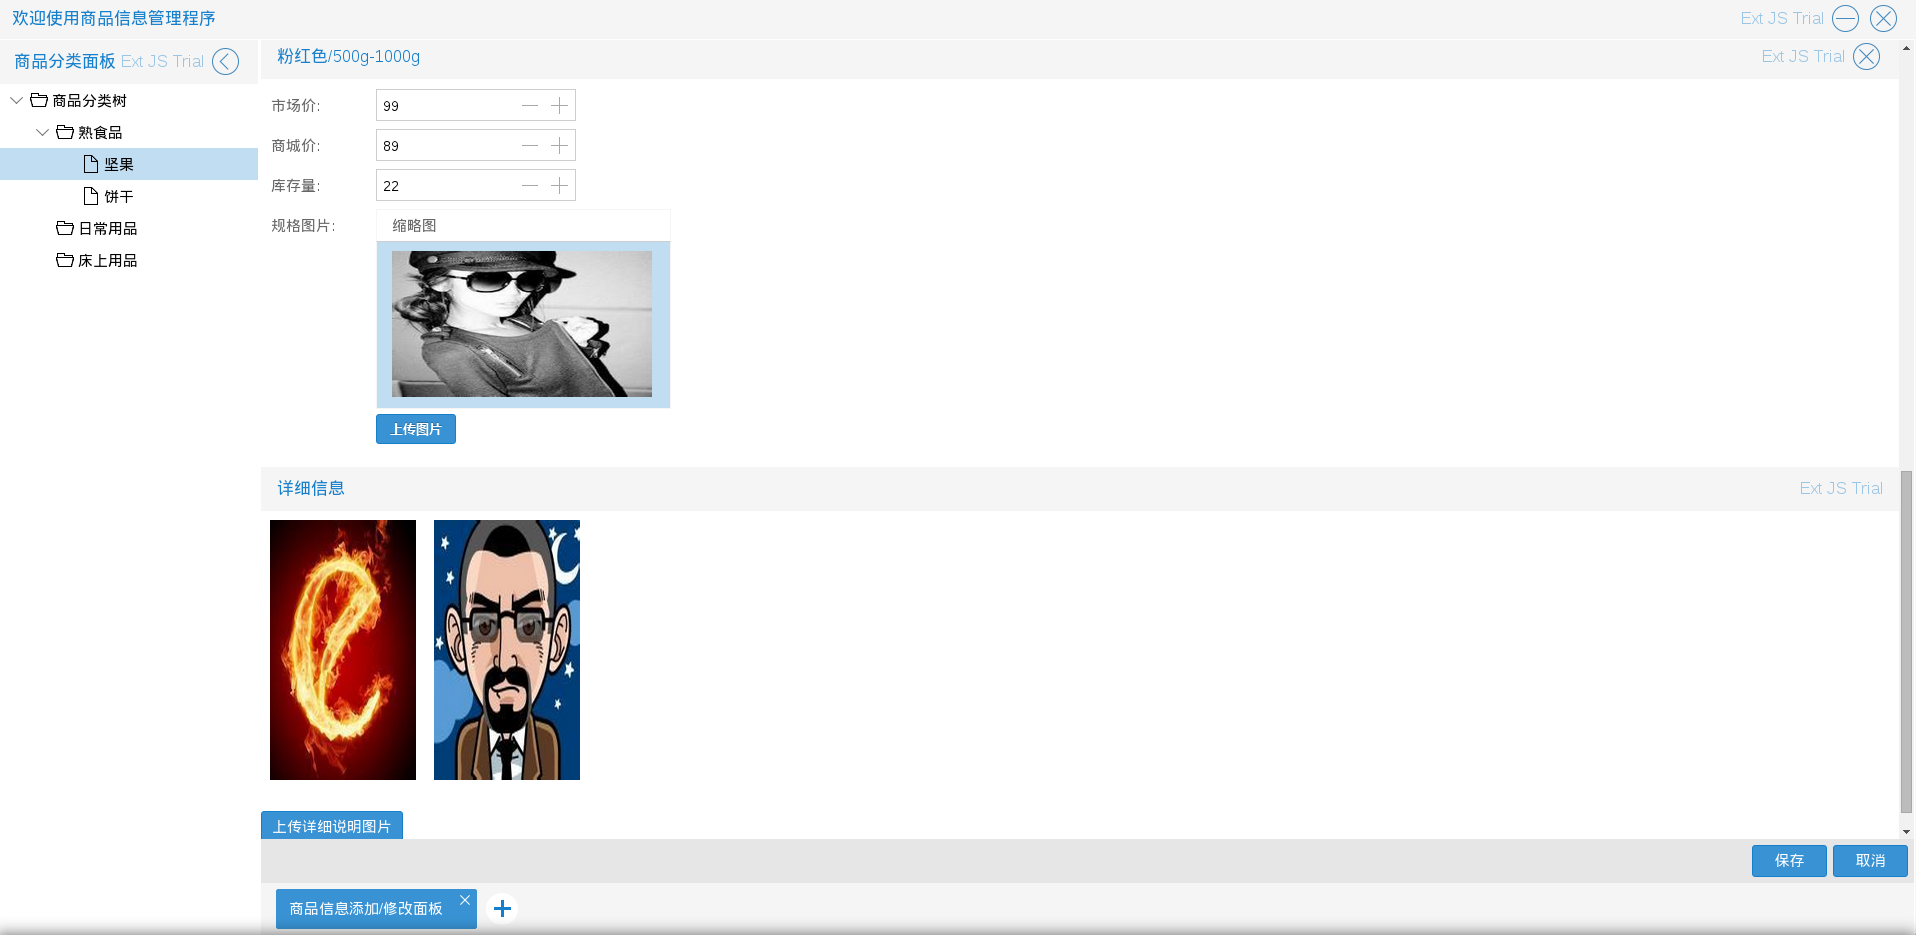 欢迎使用商品信息管理程序
Ext JS Trial
商品分类面板 Ext JS Trial
商品分类树
熟食品
坚果
饼干
日常用品
床上用品
粉红色/500g-1000g
Ext JS Trial
市场价: 99
商城价: 89
库存量: 22
规格图片: 缩略图
上传图片
详细信息
Ext JS Trial
上传详细说明图片
保存 取消
商品信息添加/修改面板